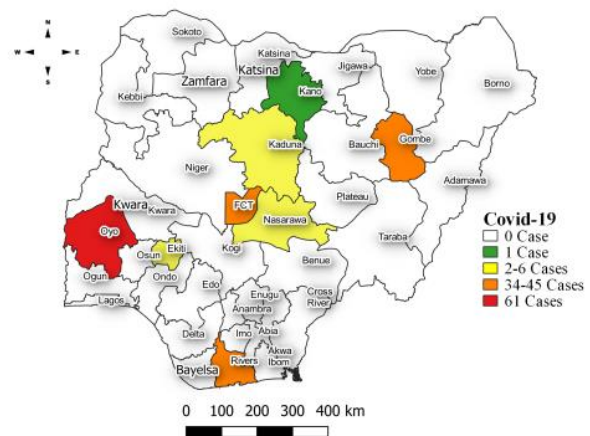 N
W E
S
Sokoto
Katsina
Katsina
Jigawa
Yobe
Borno
Zamfara
Kebbi
Kano
Kaduna
Bauchi
Gombe
Adamawa
Niger
Plateau
FCT
Nasarawa
Kwara
Kwara
Oyo
Kogi
Taraba
Benue
Osun
Ekiti
Ogun
Ondo
Lagos
Edo
Enugu
Anambra
Cross
River
Delta
Imo
Abia
Bayelsa
Rivers
Akwa
Ibom
Covid-19
0 Case
1 Case
2-6 Cases
34-45 Cases
61 Cases
0 100 200 300 400 km